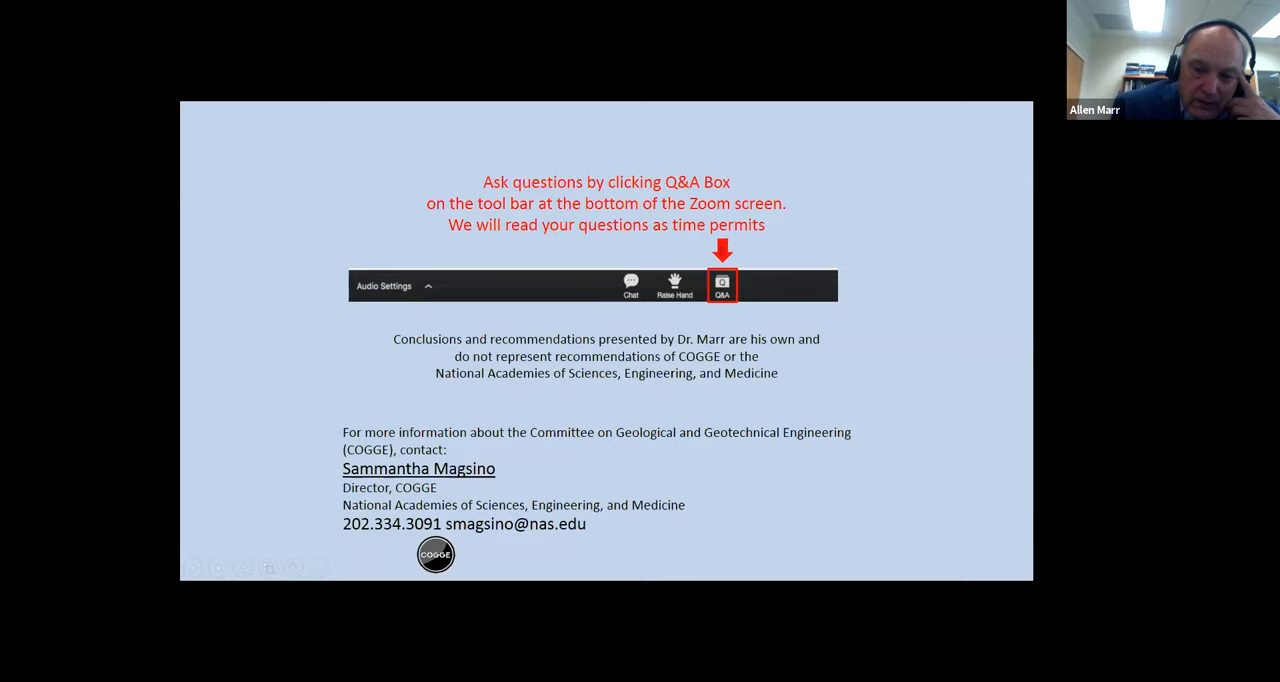 Allen Marr
Ask questions by clicking Q&A Box
on the tool bar at the bottom of the Zoom screen.
We will read your questions as time permits
Audio Settings
Chat
Raise Hand
Q
Q&A
Conclusions and recommendations presented by Dr. Marr are his own and
do not represent recommendations of COGGE or the
National Academies of Sciences, Engineering, and Medicine
For more information about the Committee on Geological and Geotechnical Engineering
(COGGE), contact:
Sammantha Magsino
Director, COGGE
National Academies of Sciences, Engineering, and Medicine
202.334.3091 smagsino@nas.edu
COGGE